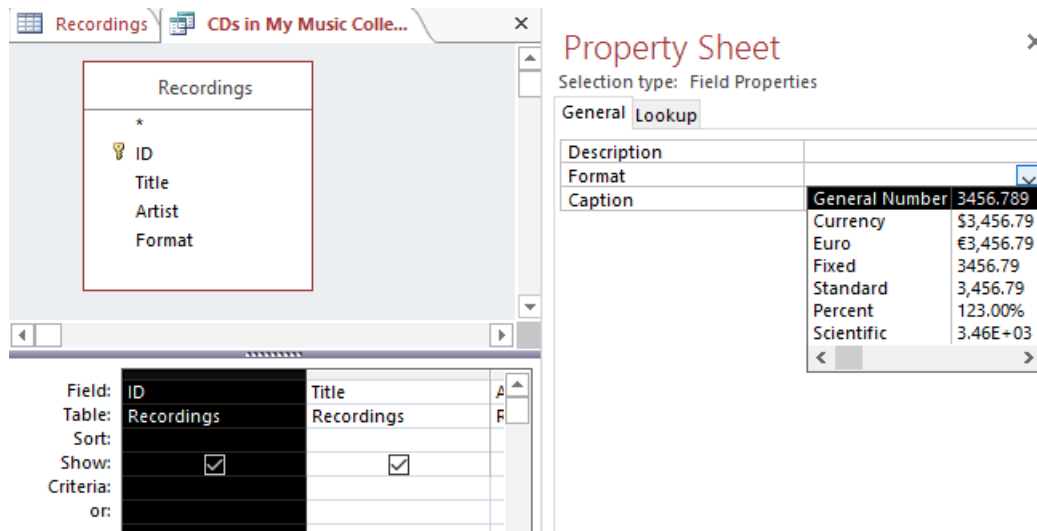 Recordings
CDs in My Music Colle...
Recordings
*
ID
Title
Artist
Format
Field: ID Title
Table: Recordings Recordings
Sort:
Show:
Criteria:
or:
Property Sheet
Selection type: Field Properties
General Lookup
Description
Format
Caption
General Number 3456.789
Currency $3,456.79
Euro €3,456.79
Fixed 3456.79
Standard 3,456.79
Percent 123.00%
Scientific 3.46E+03